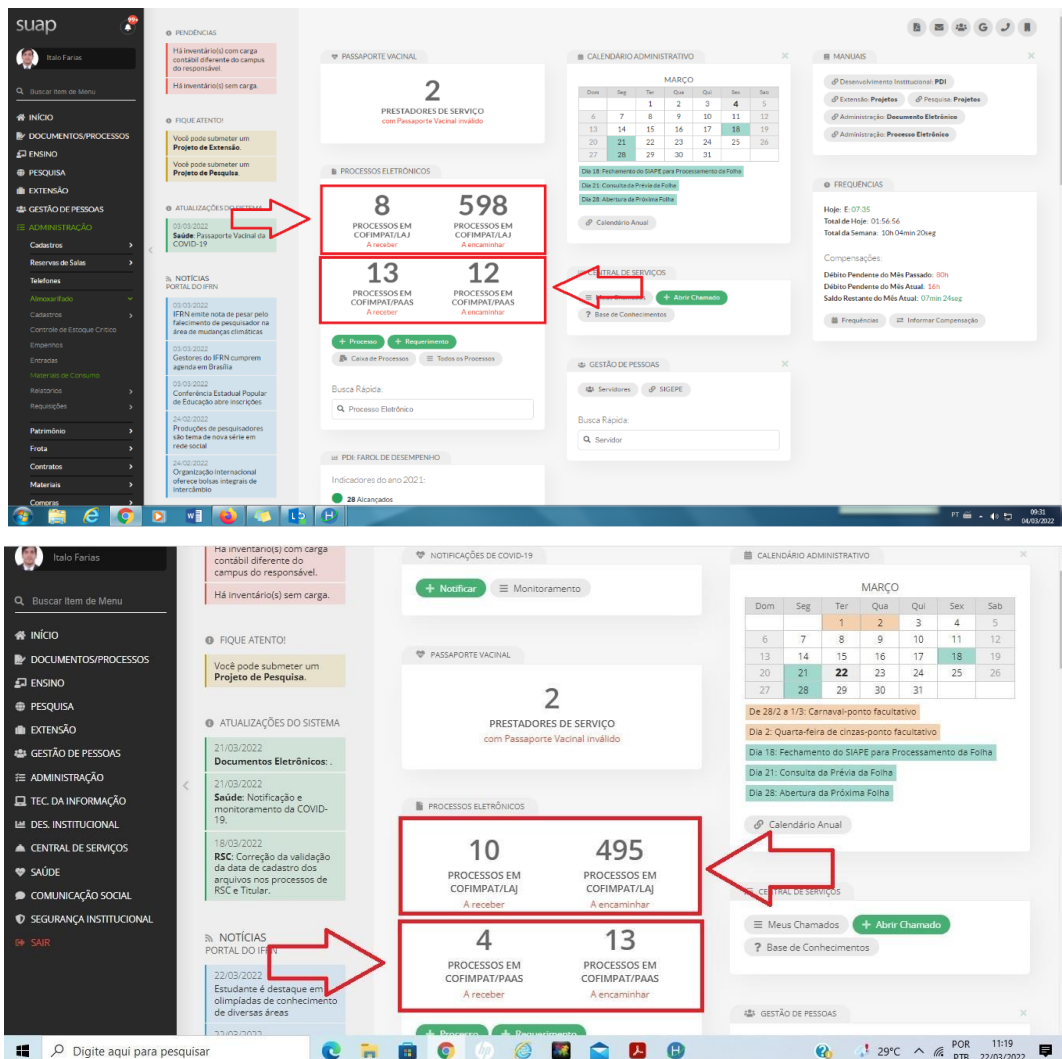 suap
99+
Italo Farias
Buscar Item de Menu
INÍCIO
DOCUMENTOS/PROCESSOS
ENSINO
PESQUISA
EXTENSÃO
GESTÃO DE PESSOAS
ADMINISTRAÇÃO
Cadastros
Reservas de Salas
Telefones
Almoxarifado
Cadastros
Controle de Estoque Crítico
Empenhos
Entradas
Materiais de Consumo
Relatórios
Requisições
Patrimônio
Frota
Contratos
Materiais
Compras
PENDÊNCIAS
Há inventário(s) com carga
contábil diferente do campus
do responsável.
Há inventário(s) sem carga.
FIQUE ATENTO!
Você pode submeter um
Projeto de Extensão.
Você pode submeter um
Projeto de Pesquisa.
ATUALIZAÇÕES DO SISTEMA
03/03/2022
Saúde: Passaporte Vacinal da
COVID-19
NOTÍCIAS
PORTAL DO IFRN
03/03/2022
IFRN emite nota de pesar pelo
falecimento de pesquisador na
área de mudanças climáticas
03/03/2022
Gestores do IFRN cumprem
agenda em Brasília
03/03/2022
Conferência Estadual Popular
de Educação abre inscrições
24/02/2022
Produções de pesquisadores
são tema de nova série em
rede social
24/02/2022
Organização internacional
oferece bolsas integrais de
intercâmbio
PASSAPORTE VACINAL
2
PRESTADORES DE SERVIÇO
com Passaporte Vacinal inválido
PROCESSOS ELETRÔNICOS
8 598
PROCESSOS EM PROCESSOS EM
COFIMPAT/LAJ COFIMPAT/LAJ
A receber A encaminhar
13 12
PROCESSOS EM PROCESSOS EM
COFIMPAT/PAAS COFIMPAT/PAAS
A receber A encaminhar
+ Processo + Requerimento
Caixa de Processos Todos os Processos
Busca Rápida:
Processo Eletrônico
PDI: FAROL DE DESEMPENHO
Indicadores do ano 2021:
28 Alcançados
CALENDÁRIO ADMINISTRATIVO
MARÇO
Dom Seg Ter Qua Qui Sex Sab
1 2 3 4 5
6 7 8 9 10 11 12
13 14 15 16 17 18 19
20 21 22 23 24 25 26
27 28 29 30 31
Dia 18: Fechamento do SIAPE para Processamento da Folha
Dia 21: Consulta da Prévia da Folha
Dia 28: Abertura da Próxima Folha
Calendário Anual
CENTRAL DE SERVIÇOS
Meus Chamados + Abrir Chamado
? Base de Conhecimentos
GESTÃO DE PESSOAS
Servidores SIGEPE
Busca Rápida:
Servidor
MANUAIS
Desenvolvimento Institucional: PDI
Extensão: Projetos Pesquisa: Projetos
Administração: Documento Eletrônico
Administração: Processo Eletrônico
FREQUÊNCIAS
Hoje: E: 07:35
Total de Hoje: 01:56:56
Total da Semana: 10h 04min 20seg
Compensações:
Débito Pendente do Mês Passado: 80h
Débito Pendente do Mês Atual: 16h
Saldo Restante do Mês Atual: 07min 24seg
Frequências Informar Compensação
PT 09:31
04/03/2022
Italo Farias
Buscar Item de Menu
INÍCIO
DOCUMENTOS/PROCESSOS
ENSINO
PESQUISA
EXTENSÃO
GESTÃO DE PESSOAS
ADMINISTRAÇÃO
TEC. DA INFORMAÇÃO
DES. INSTITUCIONAL
CENTRAL DE SERVIÇOS
SAÚDE
COMUNICAÇÃO SOCIAL
SEGURANÇA INSTITUCIONAL
SAIR
Há inventário(s) com carga
contábil diferente do
campus do responsável.
Há inventário(s) sem carga.
FIQUE ATENTO!
Você pode submeter um
Projeto de Pesquisa.
ATUALIZAÇÕES DO SISTEMA
21/03/2022
Documentos Eletrônicos: .
21/03/2022
Saúde: Notificação e
monitoramento da COVID-
19.
18/03/2022
RSC: Correção da validação
da data de cadastro dos
arquivos nos processos de
RSC e Titular.
NOTÍCIAS
PORTAL DO IFRN
22/03/2022
Estudante é destaque em
olimpíadas de conhecimento
de diversas áreas
22/03/2022
NOTIFICAÇÕES DE COVID-19
+ Notificar Monitoramento
PASSAPORTE VACINAL
2
PRESTADORES DE SERVIÇO
com Passaporte Vacinal inválido
PROCESSOS ELETRÔNICOS
10 495
PROCESSOS EM PROCESSOS EM
COFIMPAT/LAJ COFIMPAT/LAJ
A receber A encaminhar
4 13
PROCESSOS EM PROCESSOS EM
COFIMPAT/PAAS COFIMPAT/PAAS
A receber A encaminhar
+ Processo + Requerimento
CALENDÁRIO ADMINISTRATIVO
MARÇO
Dom Seg Ter Qua Qui Sex Sab
1 2 3 4 5
6 7 8 9 10 11 12
13 14 15 16 17 18 19
20 21 22 23 24 25 26
27 28 29 30 31
De 28/2 a 1/3: Carnaval-ponto facultativo
Dia 2: Quarta-feira de cinzas-ponto facultativo
Dia 18: Fechamento do SIAPE para Processamento da Folha
Dia 21: Consulta da Prévia da Folha
Dia 28: Abertura da Próxima Folha
Calendário Anual
CENTRAL DE SERVIÇOS
Meus Chamados + Abrir Chamado
? Base de Conhecimentos
GESTÃO DE PESSOAS
Digite aqui para pesquisar
29°C POR 11:19
PTB 22/03/2022